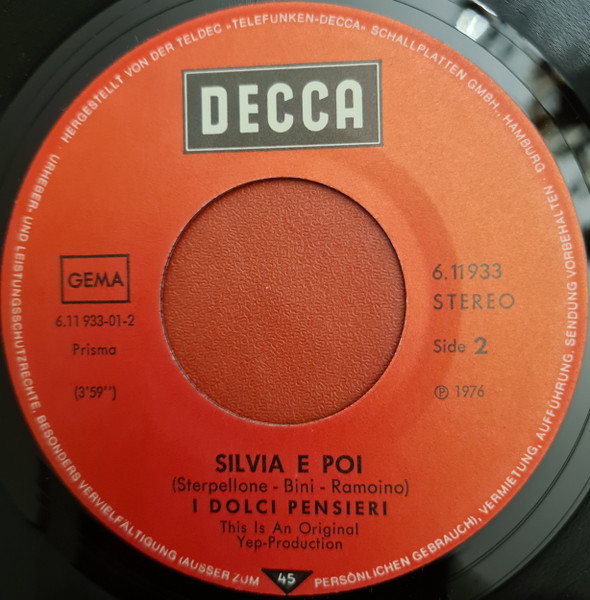 · HERGESTELLT VON DER TELDEC »TELEFUNKEN-DECCA« SCHALLPLATTEN GMBH., HAMBURG ·
URHEBER- UND LEISTUNGSSCHUTZRECHTE, BESONDERS VERVIELFÄLTIGUNG (AUSSER ZUM PERSÖNLICHEN GEBRAUCH), VERMIETUNG, AUFFÜHRUNG, SENDUNG VORBEHALTEN
DECCA
GEMA
6.11 933-01-2
Prisma
(3'59")
6.11933
STEREO
Side 2
℗ 1976
SILVIA E POI
(Sterpellone - Bini - Ramoino)
I DOLCI PENSIERI
This Is An Original
Yep-Production
45